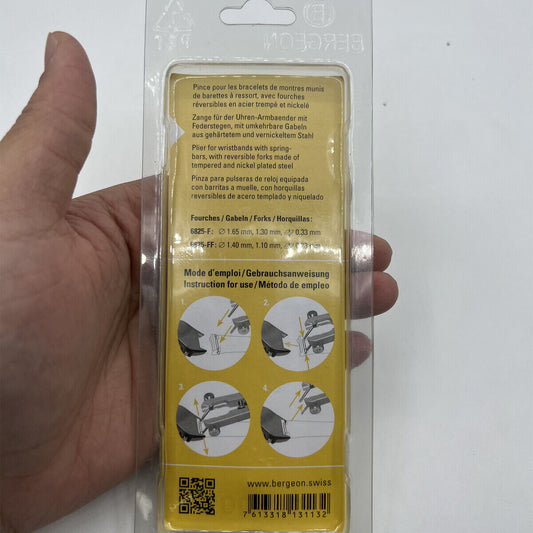 BERGEON
Pince pour les bracelets de montres munis
de barettes à ressort, avec fourches
réversibles en acier trempé et nickelé
Zange für der Uhren-Armbaender mit
Federstegen, mit umkehrbare Gabeln
aus gehärtetem und vernickeltem Stahl
Plier for wristbands with spring-
bars, with reversible forks made of
tempered and nickel plated steel
Pinza para pulseras de reloj equipada
con barritas a muelle, con horquillas
reversibles de acero templado y niquelado
Fourches / Gabeln / Forks / Horquillas:
6825-F: ∅ 1.65 mm, 1.30 mm, 0.33 mm
∅ 1.40 mm, 1.10 mm,
Mode d'emploi / Gebrauchsanweisung
Instruction for use / Método de empleo
1. 2.
3. 4.
www.bergeon.swiss
7 613318 131132